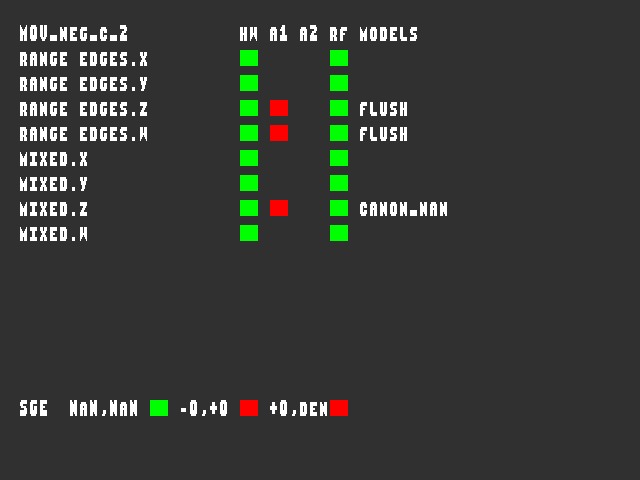 MOV_NEG_C_2 HW A1 A2 RF MODELS
RANGE EDGES.X
RANGE EDGES.Y
RANGE EDGES.Z FLUSH
RANGE EDGES.W FLUSH
MIXED.X
MIXED.Y
MIXED.Z CANON_NAN
MIXED.W
SGE NAN,NAN -0,+0 +0,DEN